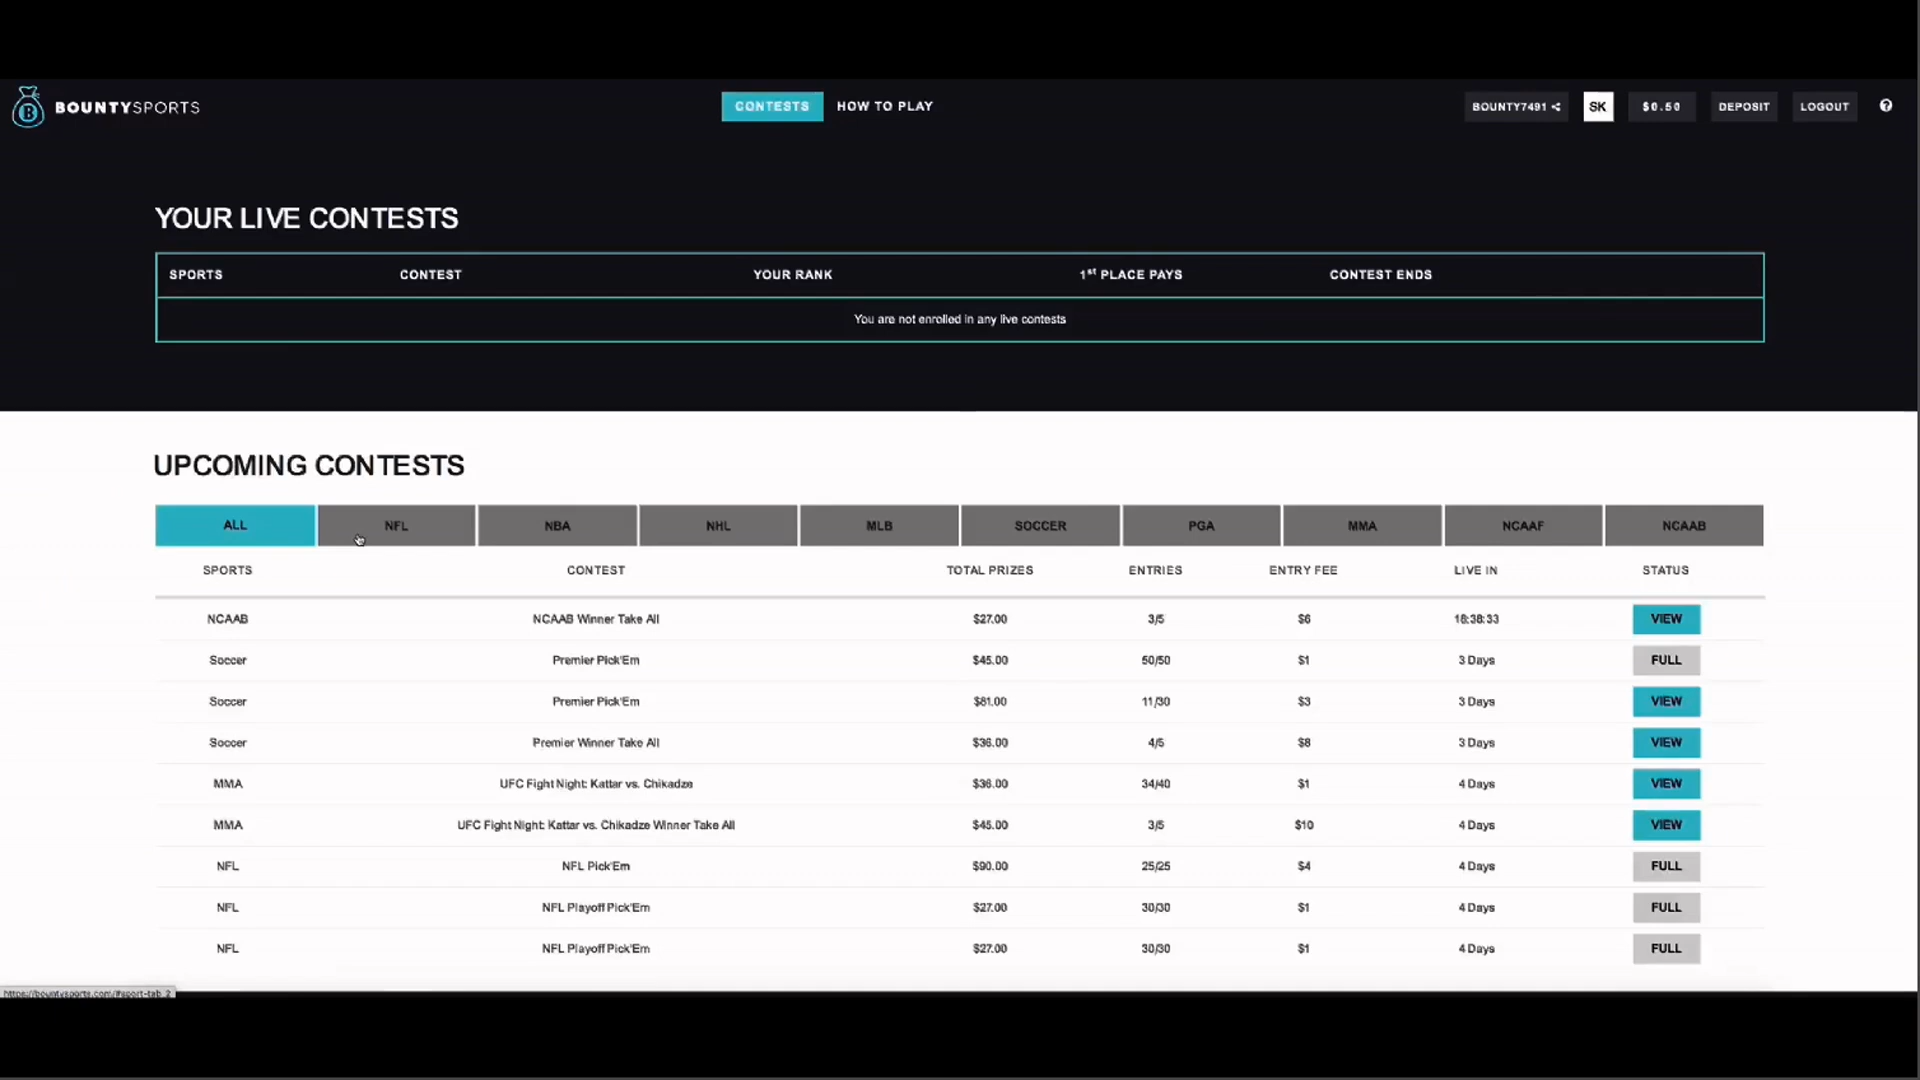 BOUNTYSPORTS CONTESTS HOW TO PLAY BOUNTY7491 SK $0.50 DEPOSIT LOGOUT ?
YOUR LIVE CONTESTS
SPORTS CONTEST YOUR RANK 1st PLACE PAYS CONTEST ENDS
You are not enrolled in any live contests
UPCOMING CONTESTS
ALL NFL NBA NHL MLB SOCCER PGA MMA NCAAF NCAAB
SPORTS CONTEST TOTAL PRIZES ENTRIES ENTRY FEE LIVE IN STATUS
NCAAB NCAAB Winner Take All $27.00 3/5 $6 18:38:33 VIEW
Soccer Premier Pick'Em $45.00 50/50 $1 3 Days FULL
Soccer Premier Pick'Em $81.00 11/30 $3 3 Days VIEW
Soccer Premier Winner Take All $36.00 4/5 $8 3 Days VIEW
MMA UFC Fight Night: Kattar vs. Chikadze $36.00 34/40 $1 4 Days VIEW
MMA UFC Fight Night: Kattar vs. Chikadze Winner Take All $45.00 3/5 $10 4 Days VIEW
NFL NFL Pick'Em $90.00 25/25 $4 4 Days FULL
NFL NFL Playoff Pick'Em $27.00 30/30 $1 4 Days FULL
NFL NFL Playoff Pick'Em $27.00 30/30 $1 4 Days FULL
https://bountysports.com/#sport-tab_2